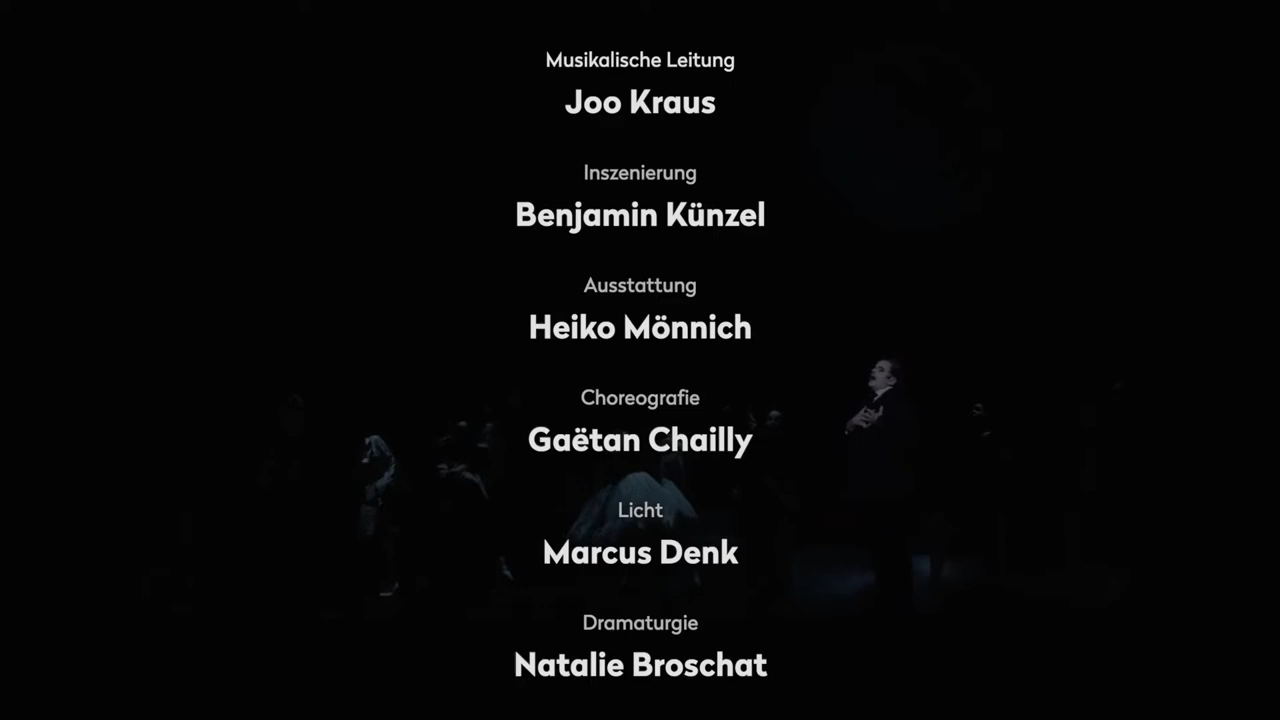 Musikalische Leitung
Joo Kraus
Inszenierung
Benjamin Künzel
Ausstattung
Heiko Mönnich
Choreografie
Gaëtan Chailly
Licht
Marcus Denk
Dramaturgie
Natalie Broschat